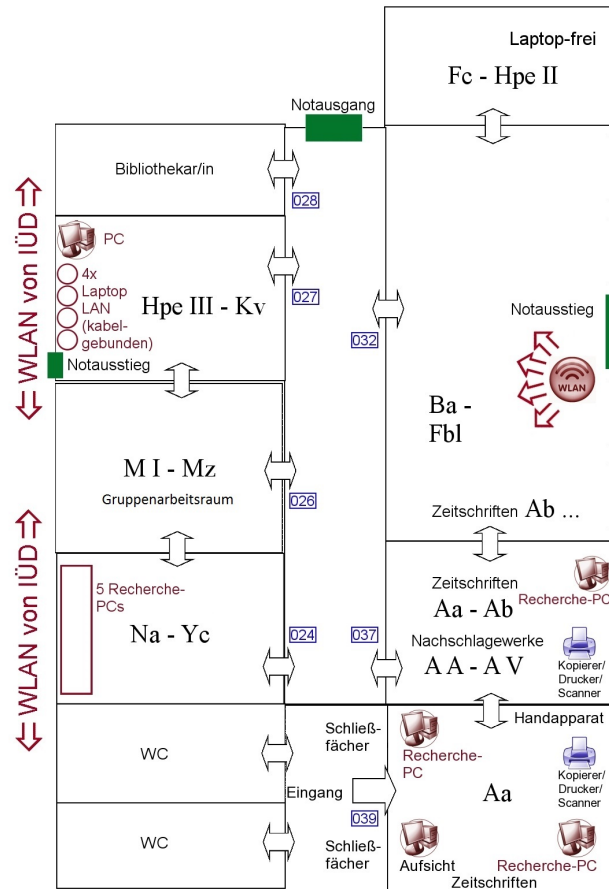 Laptop-frei
Fc - Hpe II
Notausgang
Bibliothekar/in
028
WLAN von IÜD
PC
4x
Laptop
LAN
(kabel-
gebunden)
Hpe III - Kv
027
Notausstieg
032
Notausstieg
WLAN
Ba -
Fbl
M I - Mz
Gruppenarbeitsraum
026
Zeitschriften Ab ...
WLAN von IÜD
5 Recherche-
PCs
Na - Yc
024
037
Zeitschriften
Aa - Ab
Recherche-PC
Nachschlagewerke
A A - A V
Kopierer/
Drucker/
Scanner
WC
Schließ-
fächer
Handapparat
Recherche-
PC
Kopierer/
Drucker/
Scanner
Eingang
Aa
039
WC
Schließ-
fächer
Aufsicht
Recherche-PC
Zeitschriften